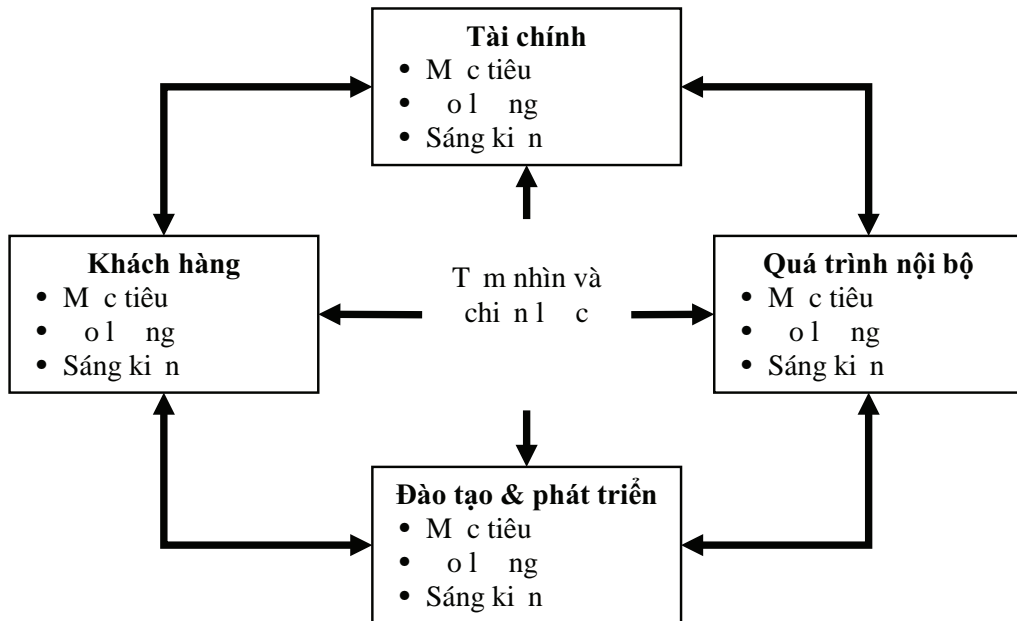 Tài chính
• M c tiêu
• o l ng
• Sáng ki n
Khách hàng
• M c tiêu
• o l ng
• Sáng ki n
T m nhìn và
chi n l c
Quá trình nội bộ
• M c tiêu
• o l ng
• Sáng ki n
Đào tạo & phát triển
• M c tiêu
• o l ng
• Sáng ki n